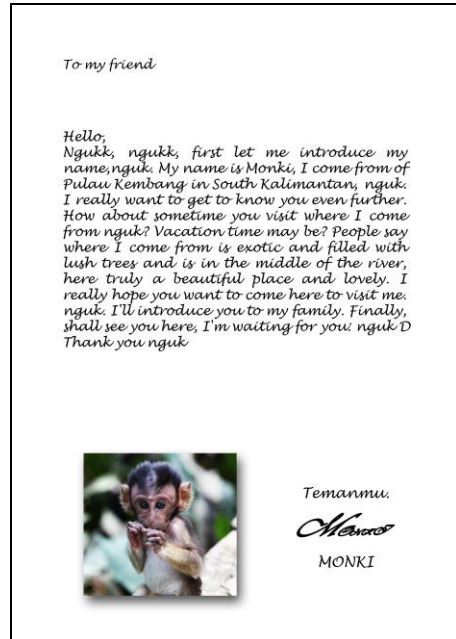 To my friend
Hello,
Ngukk, ngukk, first let me introduce my
name,nguk. My name is Monki, I come from of
Pulau Kembang in South Kalimantan, nguk.
I really want to get to know you even further.
How about sometime you visit where I come
from nguk? Vacation time may be? People say
where I come from is exotic and filled with
lush trees and is in the middle of the river,
here truly a beautiful place and lovely. I
really hope you want to come here to visit me.
nguk. I'll introduce you to my family. Finally,
shall see you here, I'm waiting for you! nguk D
Thank you nguk
Temanmu.
MONKI